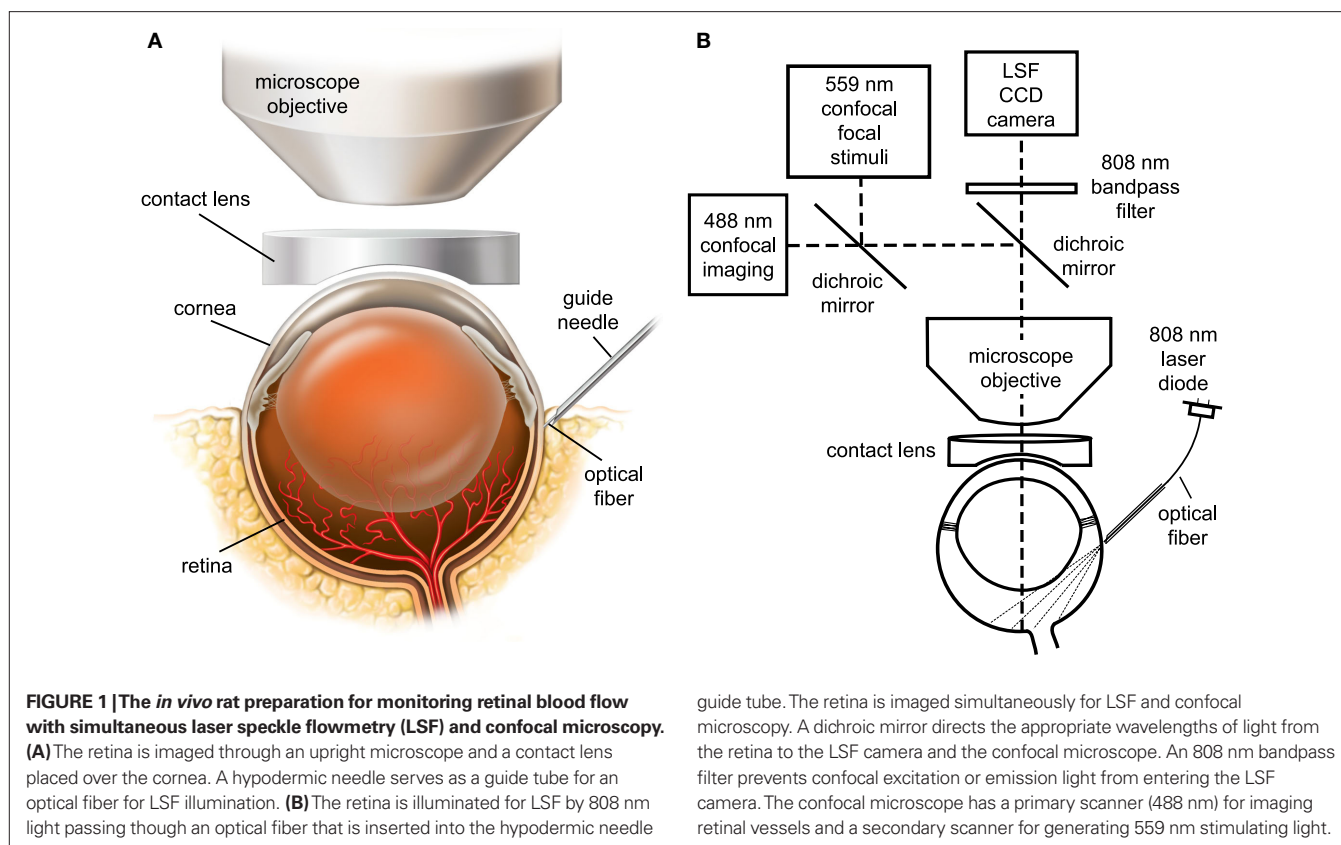 A
microscope
objective
contact lens
cornea
guide
needle
optical
fiber
retina
B
559 nm
confocal
focal
stimuli
LSF
CCD
camera
808 nm
bandpass
filter
488 nm
confocal
imaging
dichroic
mirror
dichroic
mirror
microscope
objective
808 nm
laser
diode
contact lens
optical
fiber
FIGURE 1 | The in vivo rat preparation for monitoring retinal blood flow
with simultaneous laser speckle flowmetry (LSF) and confocal microscopy.
(A) The retina is imaged through an upright microscope and a contact lens
placed over the cornea. A hypodermic needle serves as a guide tube for an
optical fiber for LSF illumination. (B) The retina is illuminated for LSF by 808 nm
light passing though an optical fiber that is inserted into the hypodermic needle
guide tube. The retina is imaged simultaneously for LSF and confocal
microscopy. A dichroic mirror directs the appropriate wavelengths of light from
the retina to the LSF camera and the confocal microscope. An 808 nm bandpass
filter prevents confocal excitation or emission light from entering the LSF
camera. The confocal microscope has a primary scanner (488 nm) for imaging
retinal vessels and a secondary scanner for generating 559 nm stimulating light.